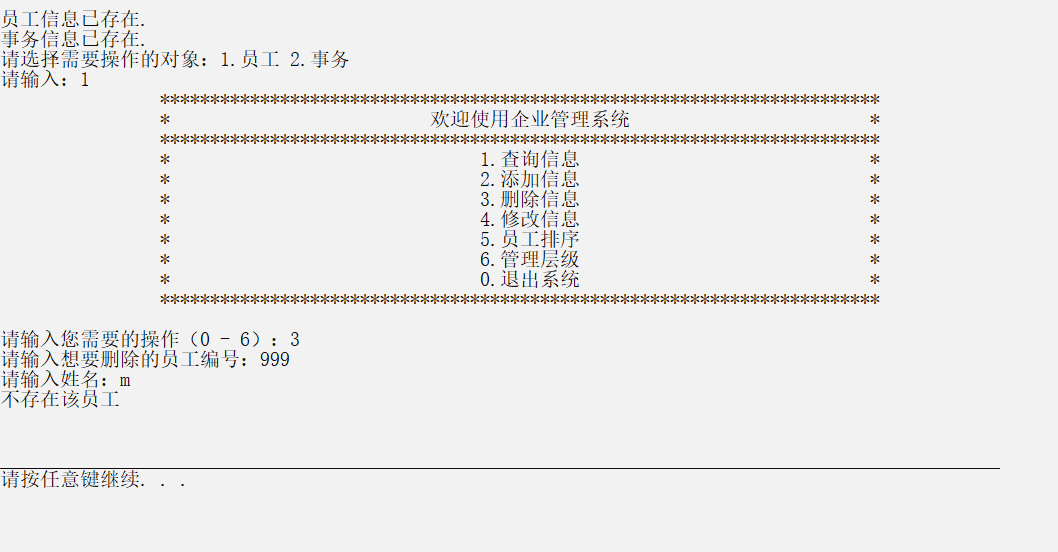 员工信息已存在.
事务信息已存在.
请选择需要操作的对象：1.员工 2.事务
请输入：1
************************************************************************
* 欢迎使用企业管理系统 *
************************************************************************
* 1.查询信息 *
* 2.添加信息 *
* 3.删除信息 *
* 4.修改信息 *
* 5.员工排序 *
* 6.管理层级 *
* 0.退出系统 *
************************************************************************
请输入您需要的操作（0 - 6）：3
请输入想要删除的员工编号：999
请输入姓名：m
不存在该员工
请按任意键继续. . .